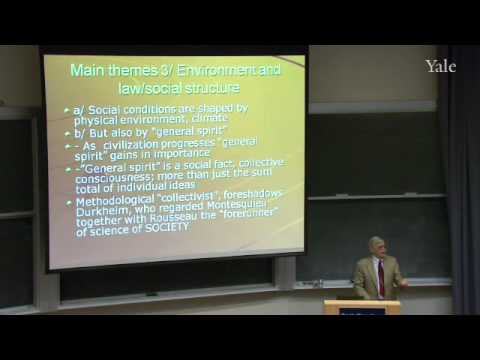 Yale
Main themes 3/ Environment and
law/social structure
a/ Social conditions are shaped by
physical environment, climate
b/ But also by "general spirit"
- As civilization progresses "general
spirit" gains in importance
-"General spirit" is a social fact, collective
consciousness; more than just the sum
total of individual ideas
Methodological "collectivist", foreshadows
Durkheim, who regarded Montesquieu,
together with Rousseau the "forerunner"
of science of SOCIETY